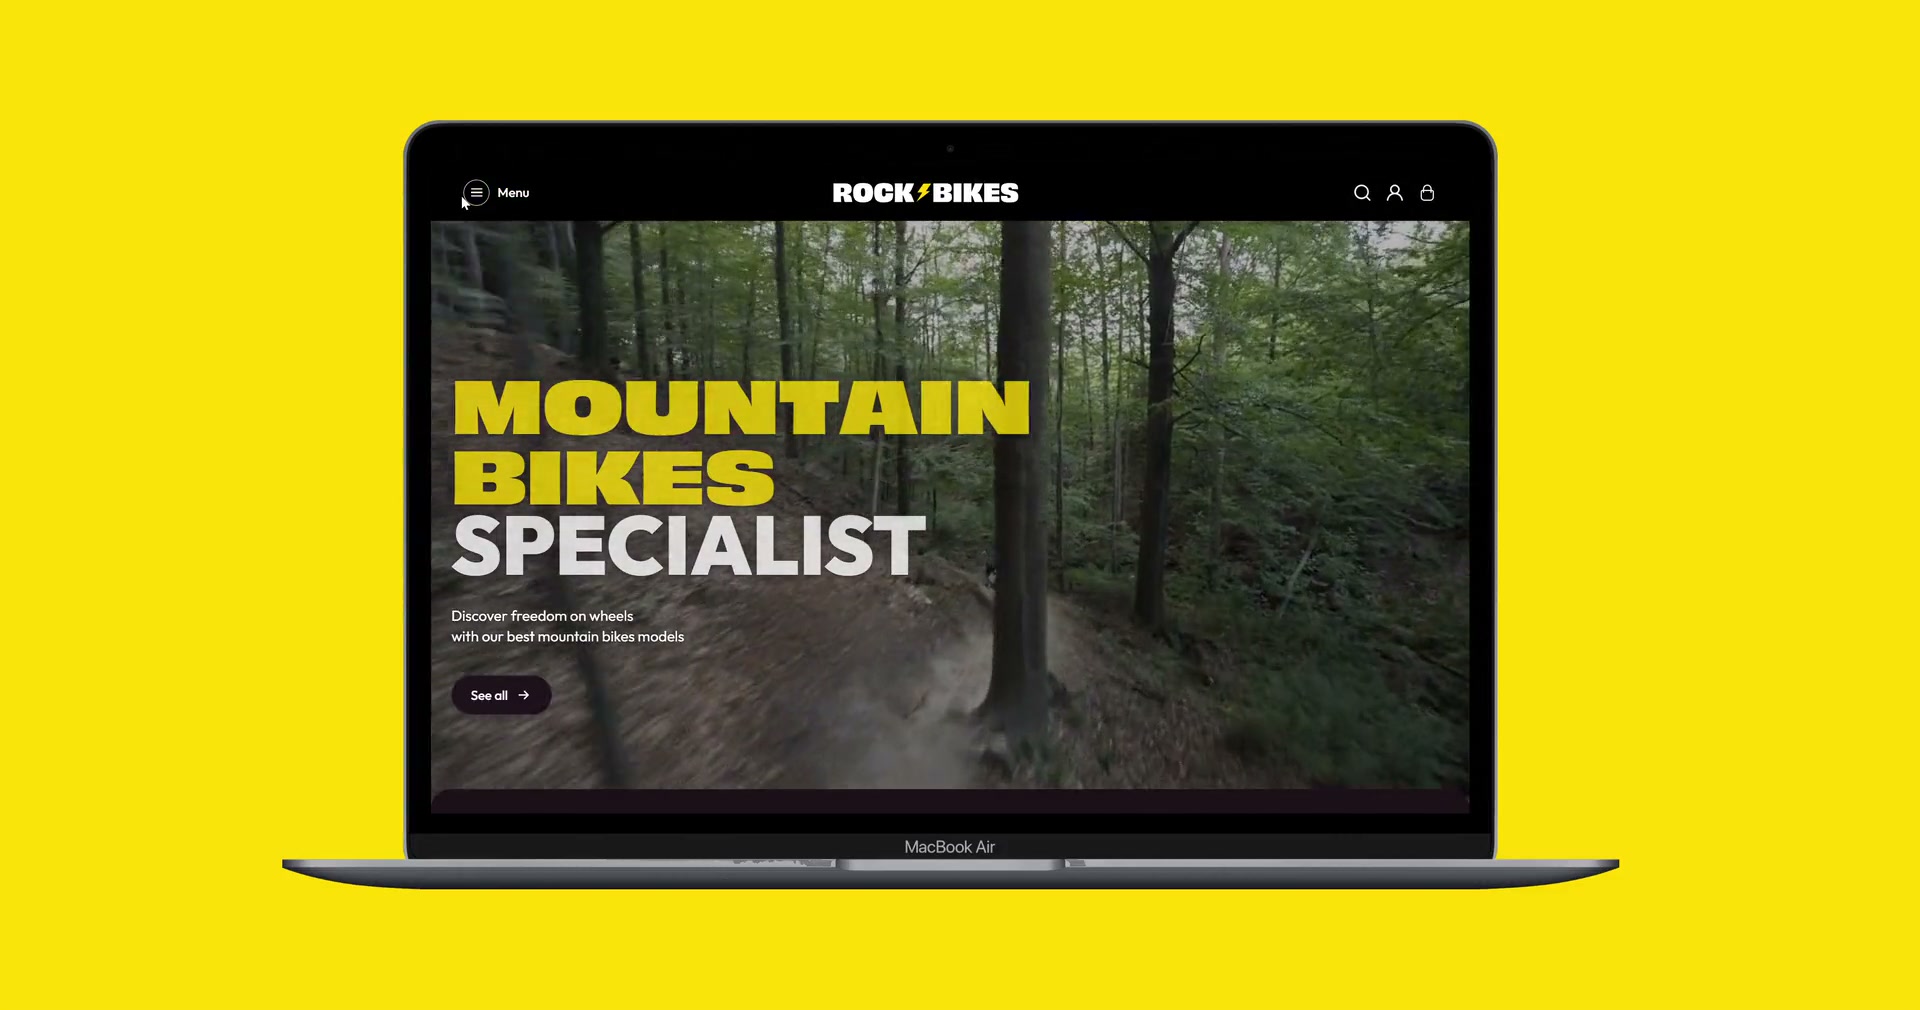 Menu
ROCK BIKES
MOUNTAIN
BIKES
SPECIALIST
Discover freedom on wheels
with our best mountain bikes models
See all
MacBook Air